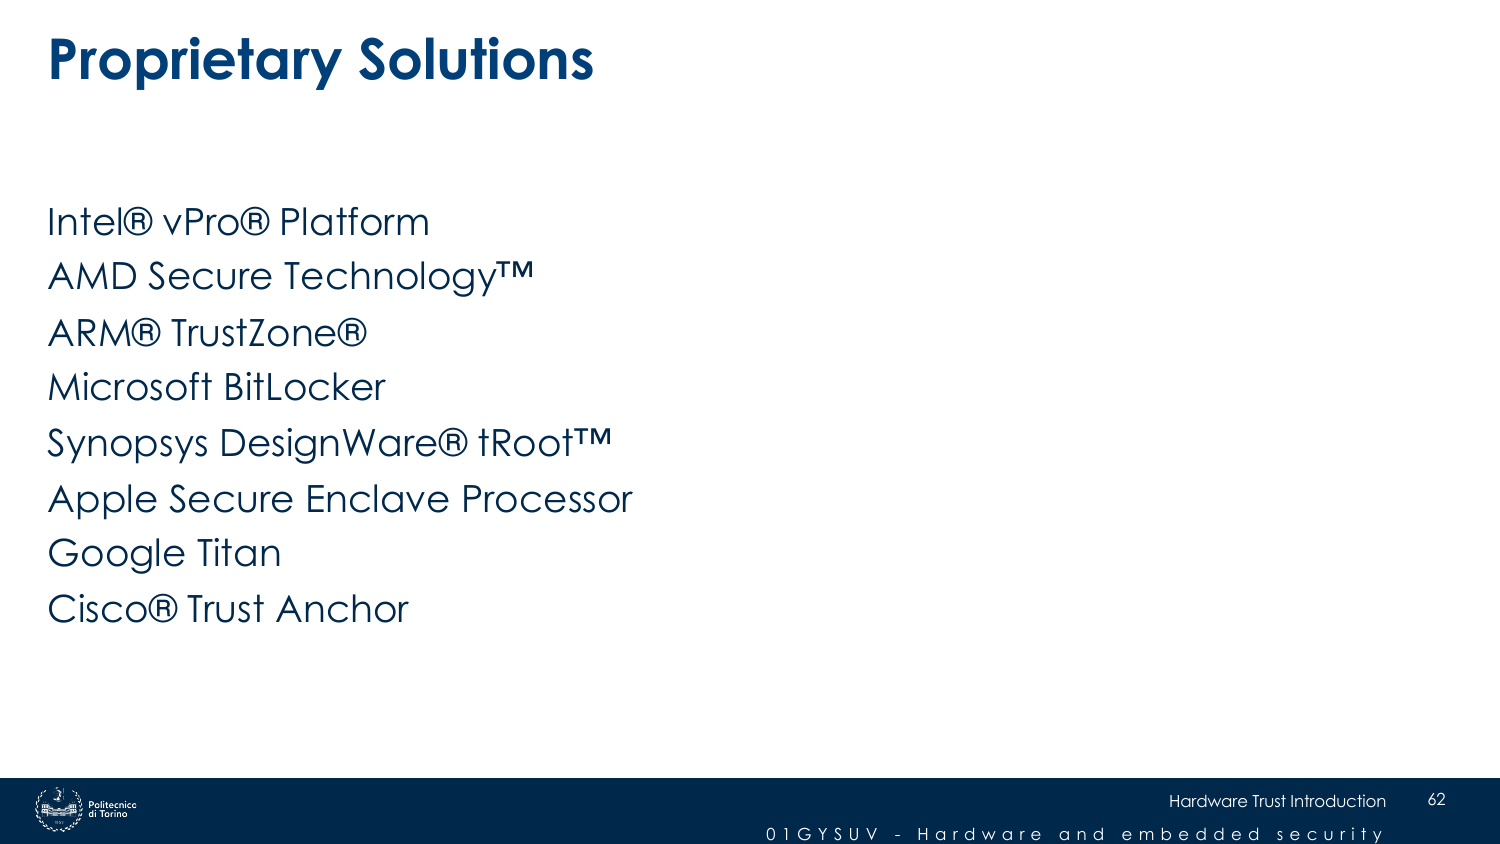 Proprietary Solutions
Intel® vPro® Platform
AMD Secure Technology™
ARM® TrustZone®
Microsoft BitLocker
Synopsys DesignWare® tRoot™
Apple Secure Enclave Processor
Google Titan
Cisco® Trust Anchor
Politecnico
di Torino
Hardware Trust Introduction
62
01GYSUV - Hardware and embedded security